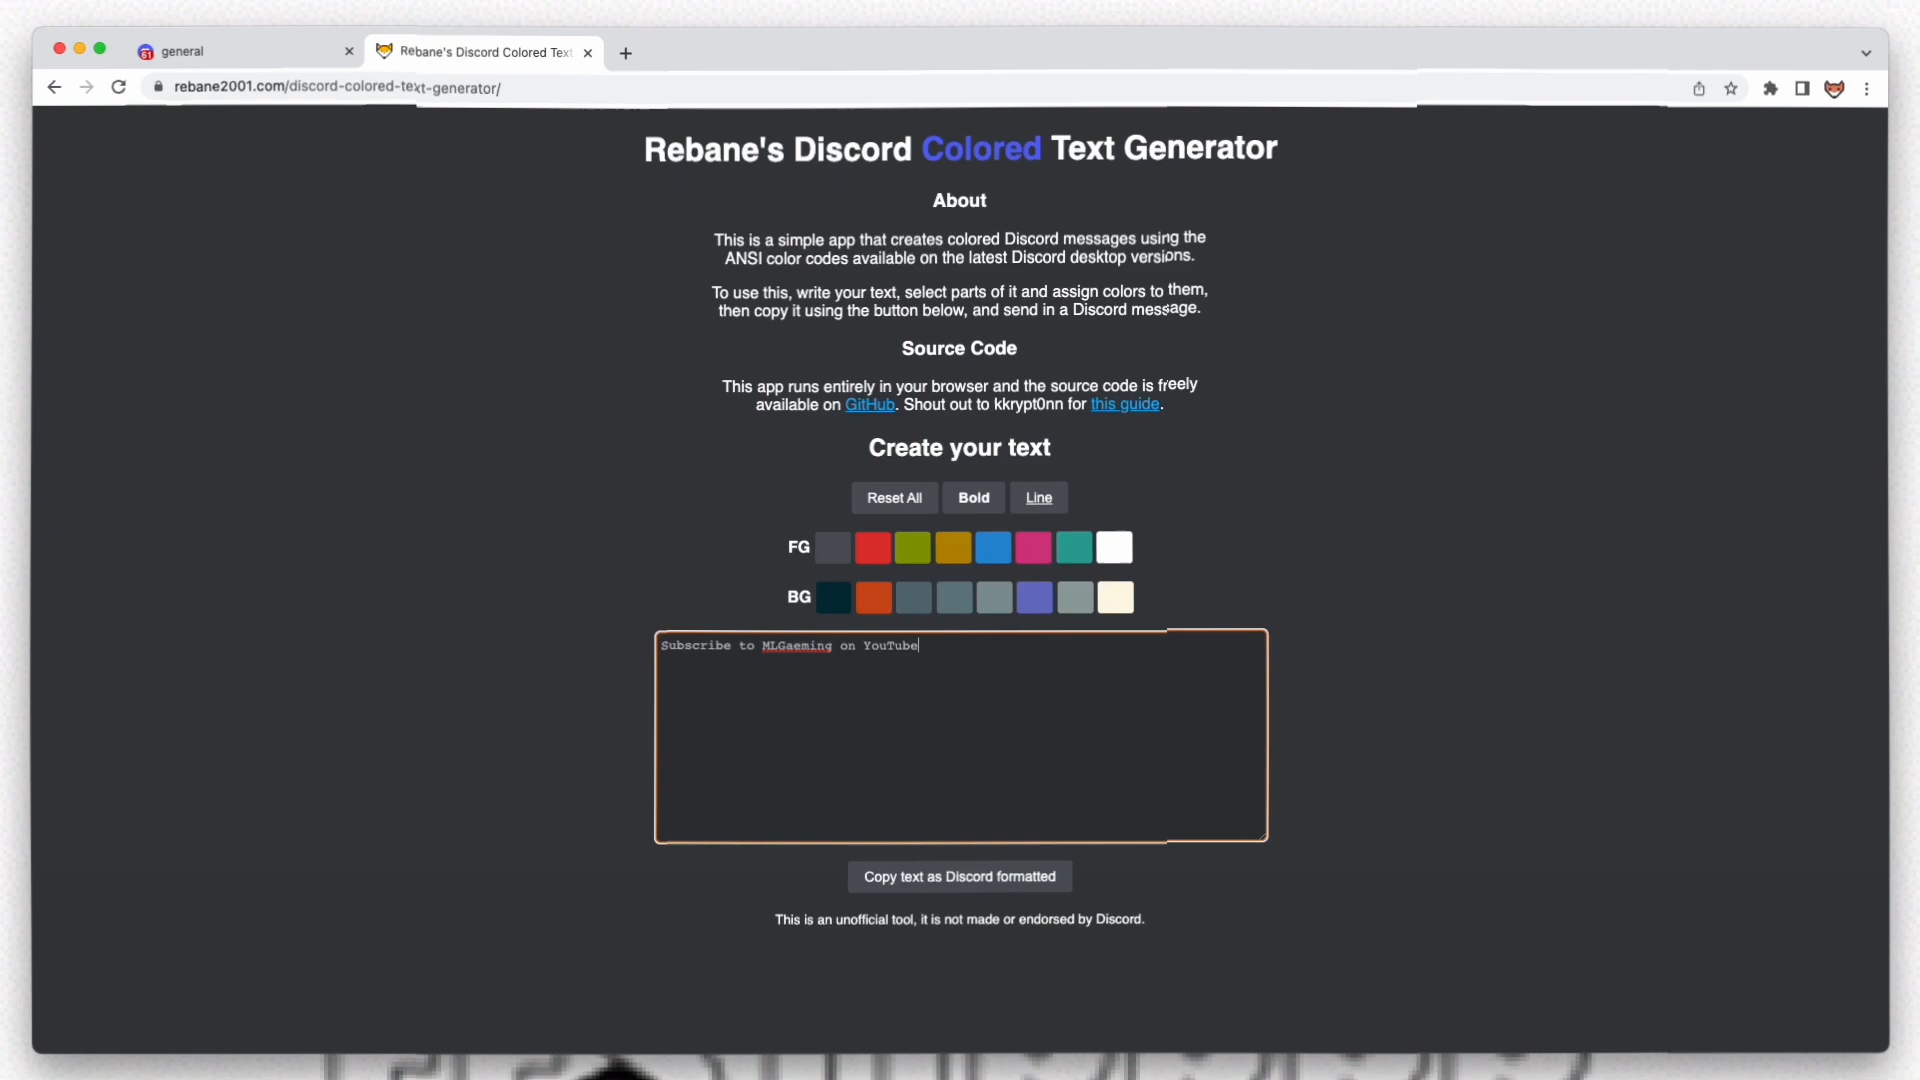 general
Rebane's Discord Colored Text
rebane2001.com/discord-colored-text-generator/
Rebane's Discord Colored Text Generator
About
This is a simple app that creates colored Discord messages using the
ANSI color codes available on the latest Discord desktop versions.
To use this, write your text, select parts of it and assign colors to them,
then copy it using the button below, and send in a Discord message.
Source Code
This app runs entirely in your browser and the source code is freely
available on GitHub. Shout out to kkrypt0nn for this guide.
Create your text
Reset All Bold Line
FG
BG
Subscribe to MLGaeming on YouTube
Copy text as Discord formatted
This is an unofficial tool, it is not made or endorsed by Discord.